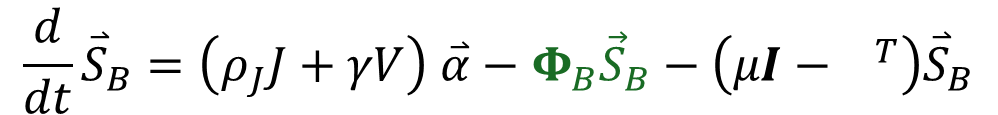 d/dt S⃗_B = (ρ_J J + γV) α⃗ − Φ_B S⃗_B − (μI −   ᵀ)S⃗_B